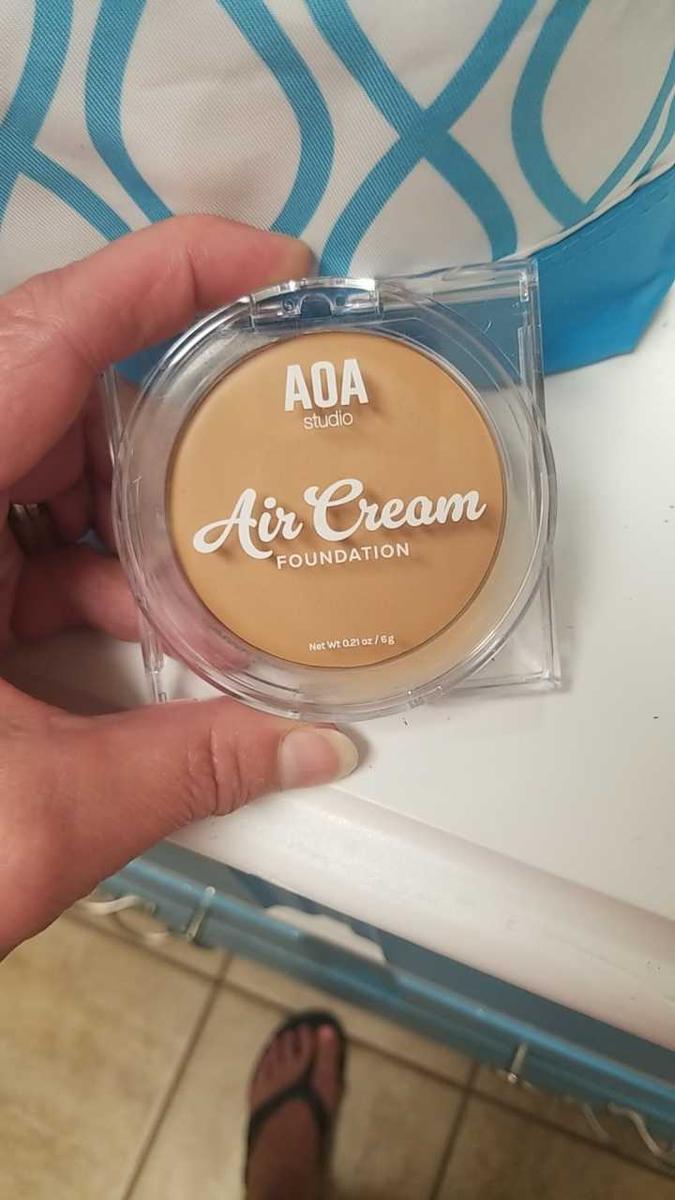 AOA
studio
Air Cream
FOUNDATION
Net Wt 0.21 oz / 6g